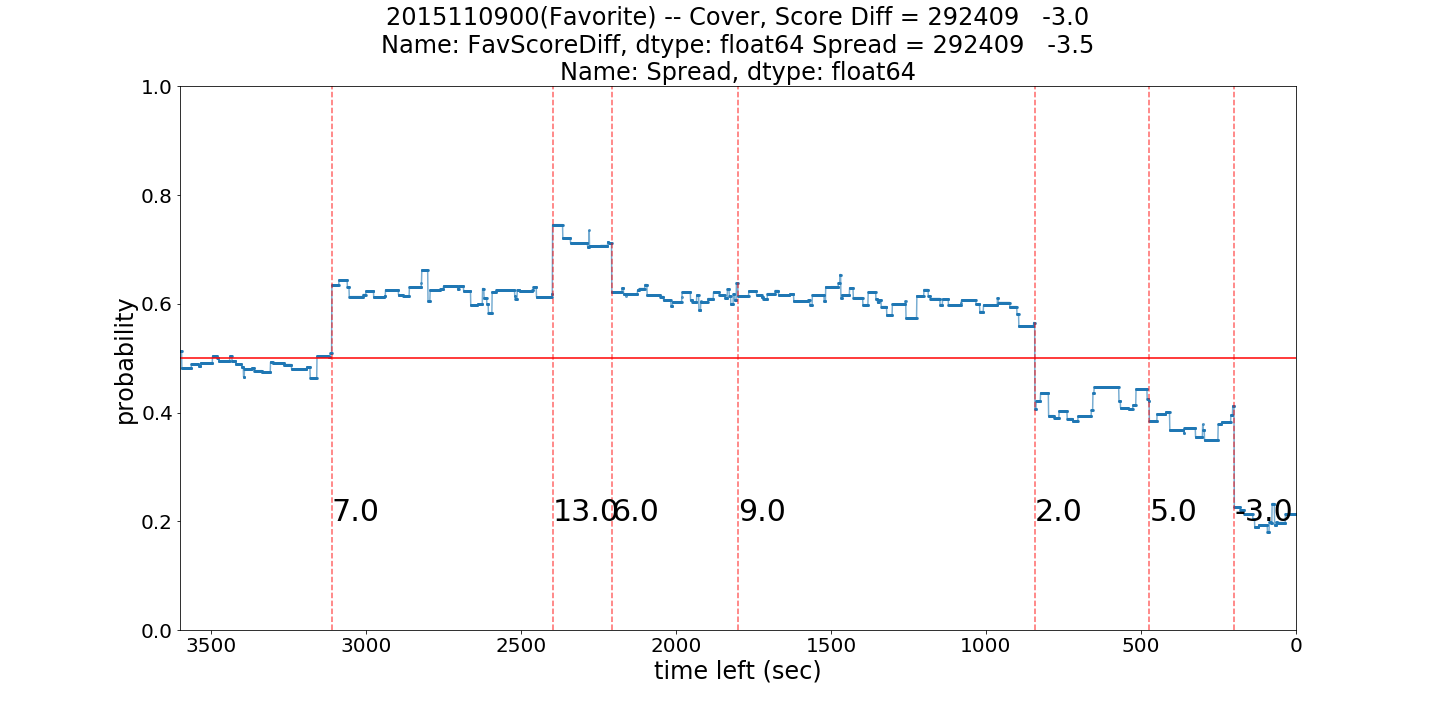 2015110900(Favorite) -- Cover, Score Diff = 292409   -3.0
Name: FavScoreDiff, dtype: float64 Spread = 292409   -3.5
Name: Spread, dtype: float64
1.0
0.8
0.6
0.4
0.2
0.0
probability
7.0
13.0
6.0
9.0
2.0
5.0
-3.0
3500 3000 2500 2000 1500 1000 500 0
time left (sec)